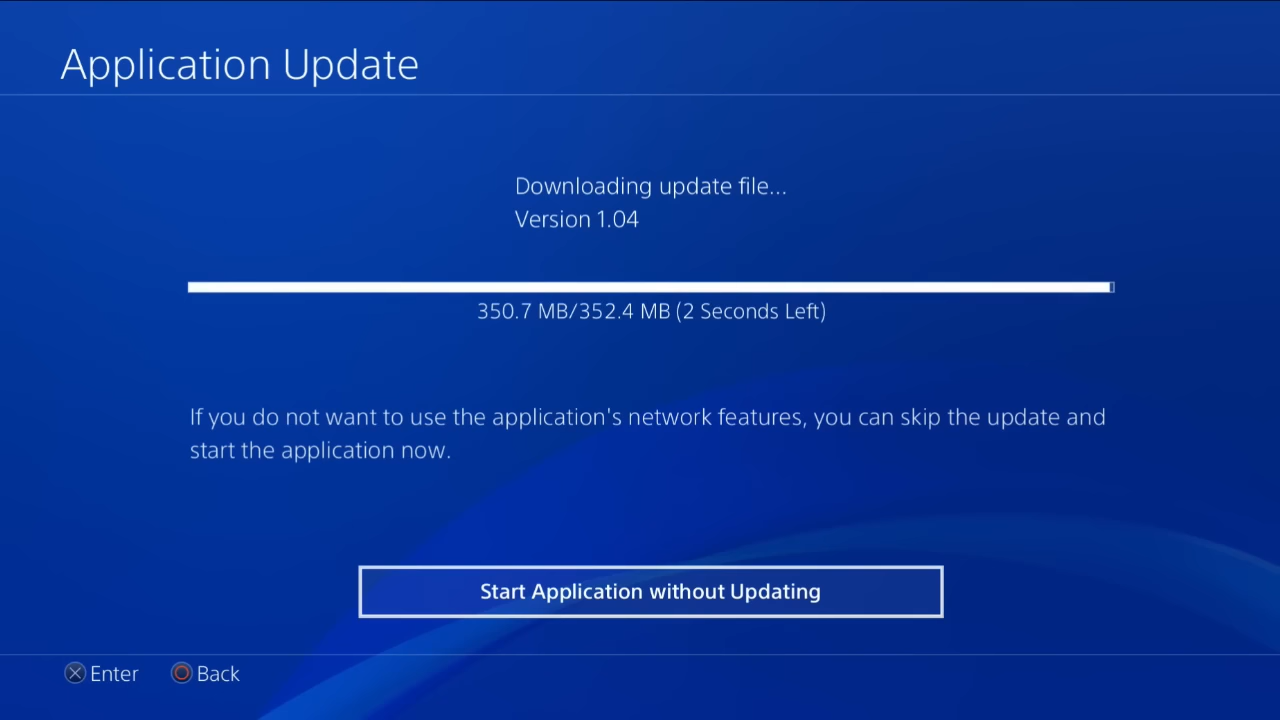 Application Update
Downloading update file...
Version 1.04
350.7 MB/352.4 MB (2 Seconds Left)
If you do not want to use the application's network features, you can skip the update and
start the application now.
Start Application without Updating
Enter Back